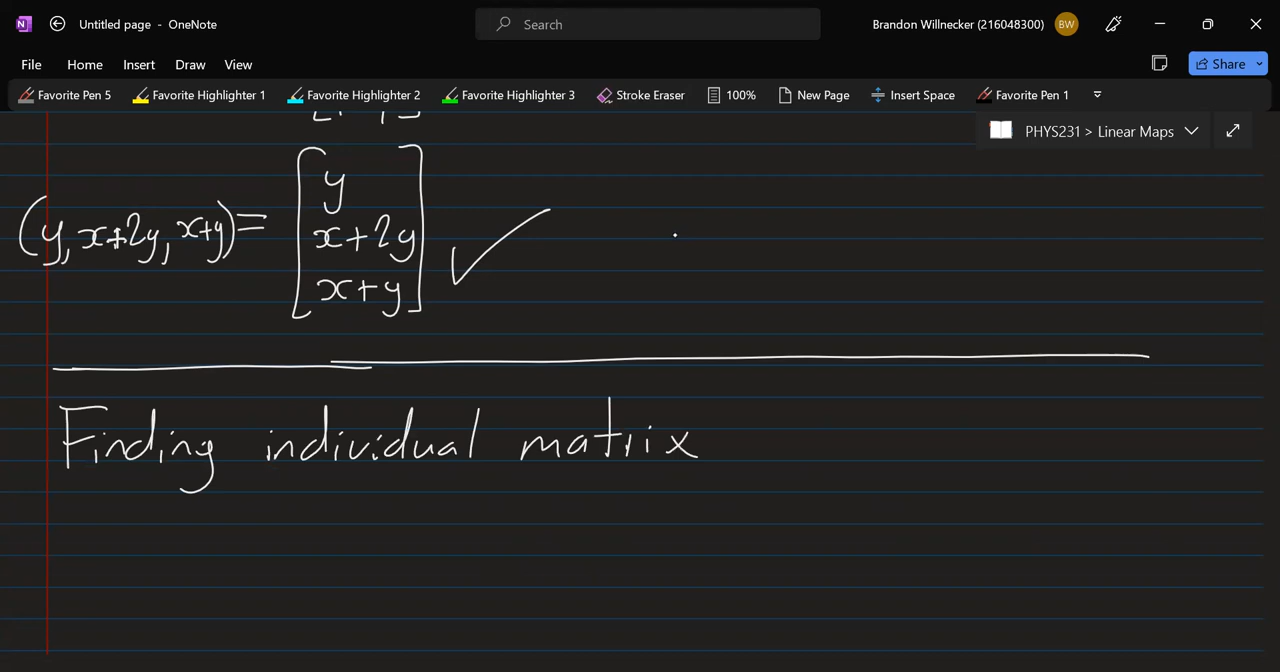 Untitled page - OneNote
Search
Brandon Willnecker (216048300) BW
File Home Insert Draw View
Share
Favorite Pen 5 Favorite Highlighter 1 Favorite Highlighter 2 Favorite Highlighter 3 Stroke Eraser 100% New Page Insert Space Favorite Pen 1
PHYS231 > Linear Maps
y
(y, x+2y, x+y) = x+2y
x+y
Finding individual matrix